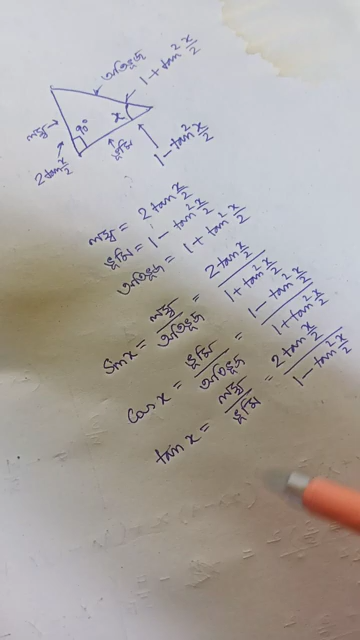 অতিভুজ
1 + tan² x/2
লম্ব
90°
x
2 tan x/2
ভূমি
1 - tan² x/2
লম্ব = 2 tan x/2
ভূমি = 1 - tan² x/2
অতিভুজ = 1 + tan² x/2
Sin x = লম্ব/অতিভুজ = 2 tan x/2 / 1 + tan² x/2
Cos x = ভূমি/অতিভুজ = 1 - tan² x/2 / 1 + tan² x/2
tan x = লম্ব/ভূমি = 2 tan x/2 / 1 - tan² x/2